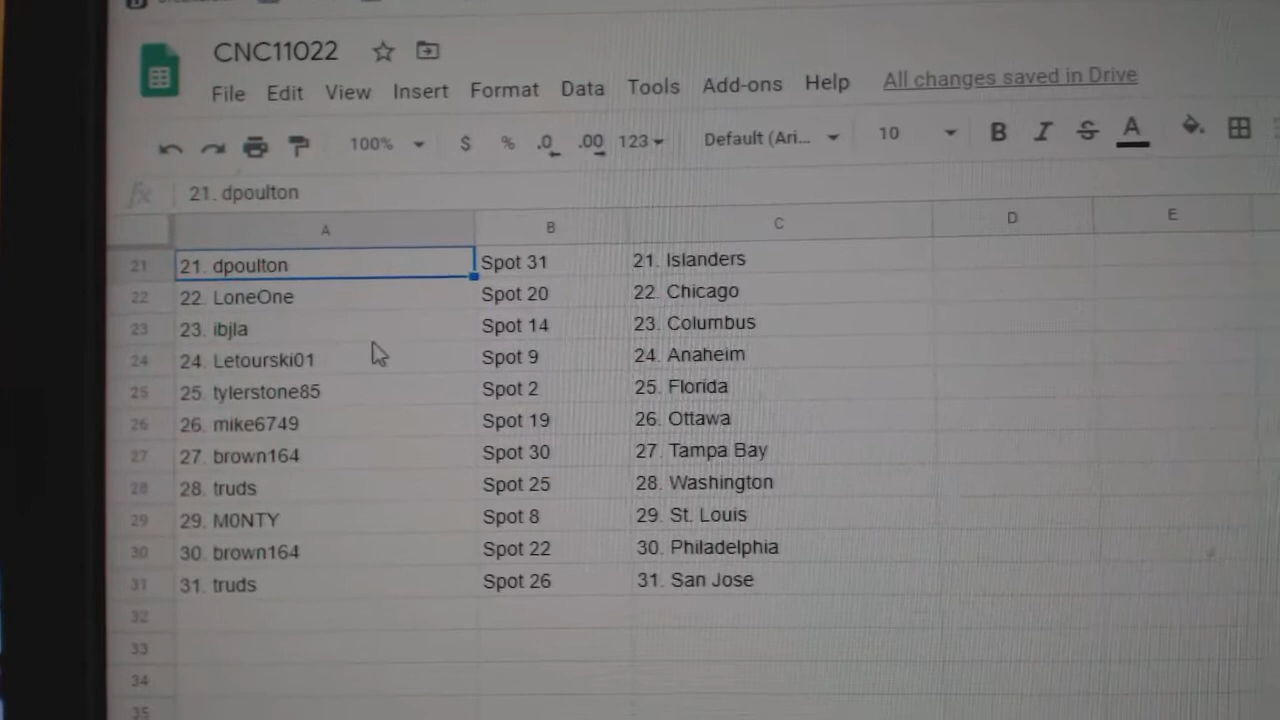 CNC11022
File Edit View Insert Format Data Tools Add-ons Help All changes saved in Drive
100% $ % .0 .00 123 Default (Ari... 10 B I S A
fx 21. dpoulton
A B C D E
21 21. dpoulton Spot 31 21. Islanders
22 22. LoneOne Spot 20 22. Chicago
23 23. ibjla Spot 14 23. Columbus
24 24. Letourski01 Spot 9 24. Anaheim
25 25. tylerstone85 Spot 2 25. Florida
26 26. mike6749 Spot 19 26. Ottawa
27 27. brown164 Spot 30 27. Tampa Bay
28 28. truds Spot 25 28. Washington
29 29. M0NTY Spot 8 29. St. Louis
30 30. brown164 Spot 22 30. Philadelphia
31 31. truds Spot 26 31. San Jose
32
33
34
35